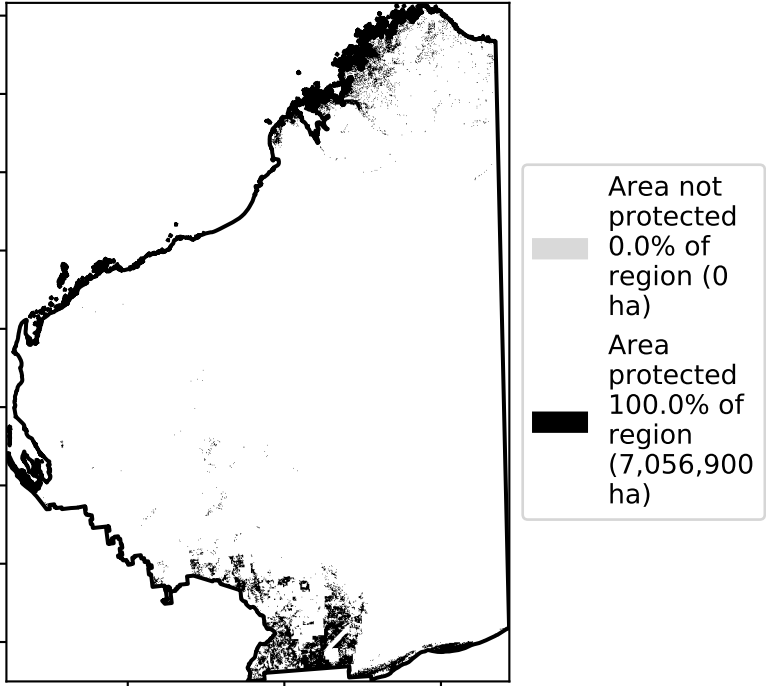 Area not
protected
0.0% of
region (0
ha)
Area
protected
100.0% of
region
(7,056,900
ha)